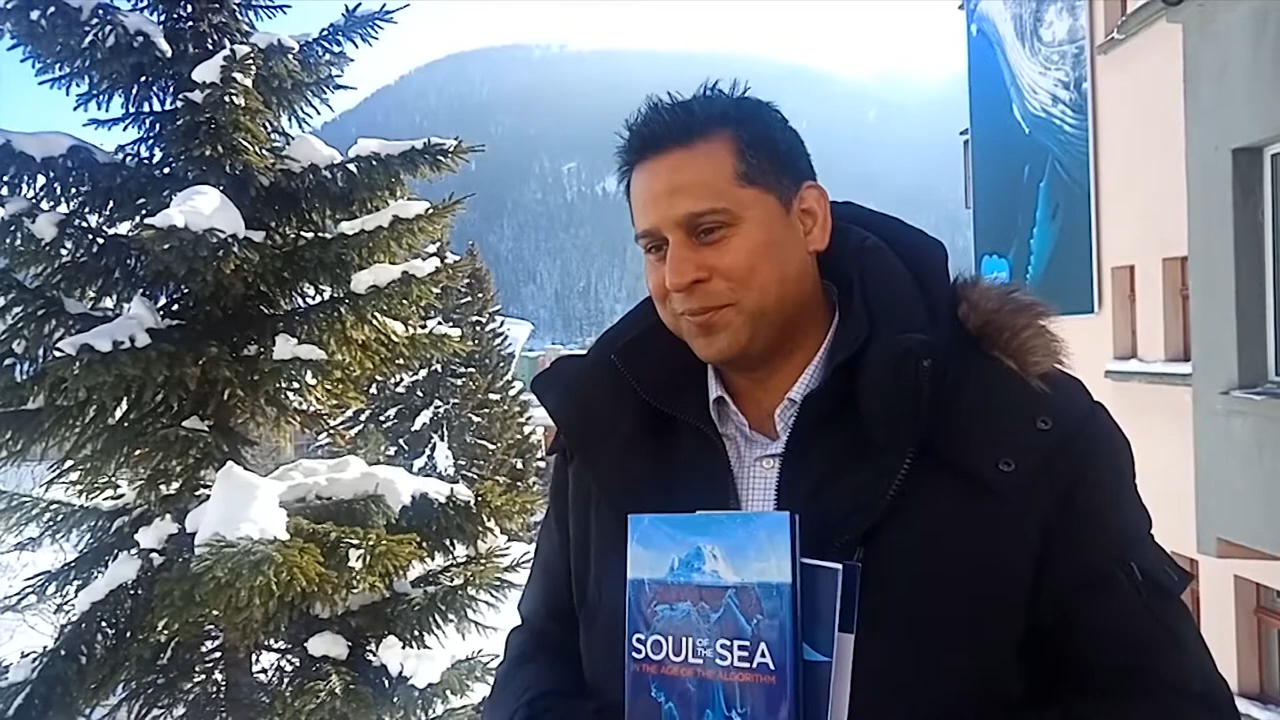 SOUL OF THE SEA
IN THE AGE OF THE ALGORITHM